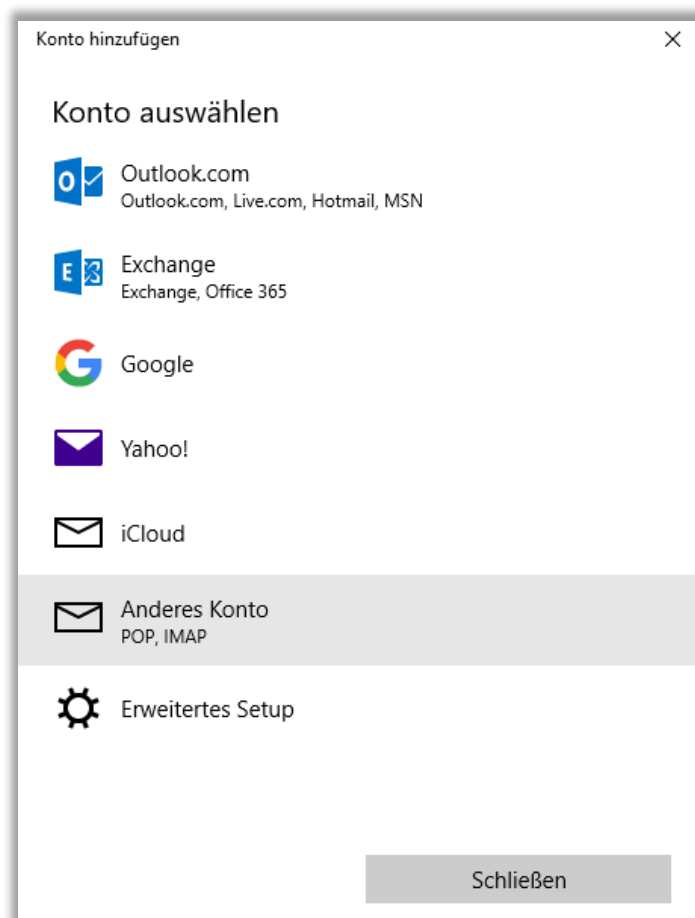 Konto hinzufügen
Konto auswählen
Outlook.com
Outlook.com, Live.com, Hotmail, MSN
Exchange
Exchange, Office 365
Google
Yahoo!
iCloud
Anderes Konto
POP, IMAP
Erweitertes Setup
Schließen